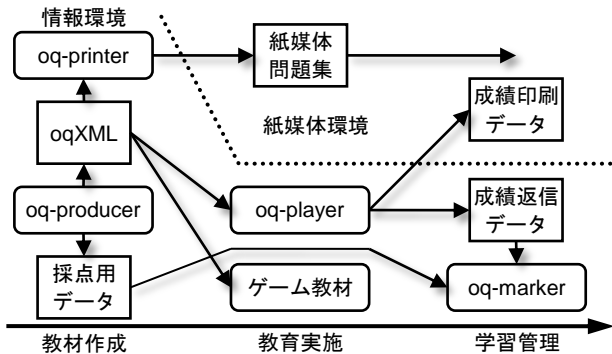 情報環境
oq-printer
紙媒体
問題集
成績印刷
データ
oqXML
紙媒体環境
oq-producer
oq-player
成績返信
データ
採点用
データ
ゲーム教材
oq-marker
教材作成
教育実施
学習管理